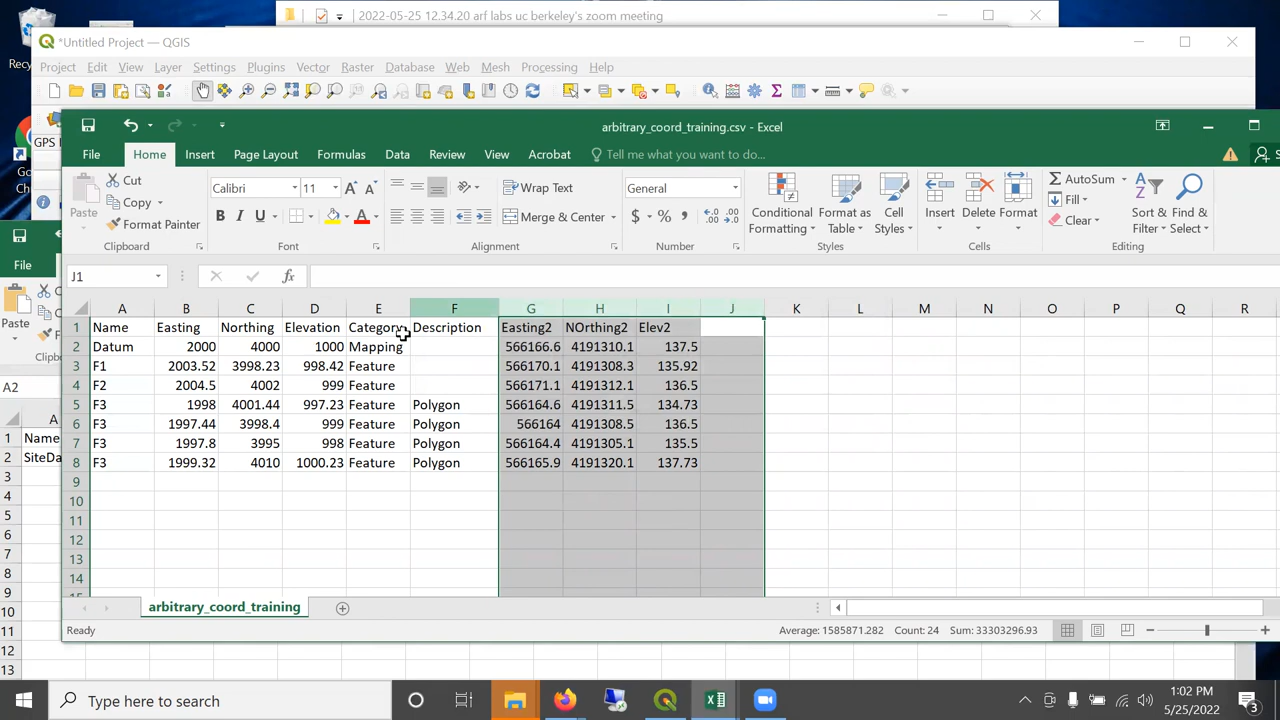 2022-05-25 12.34.20 arf labs uc berkeley's zoom meeting
*Untitled Project — QGIS
Project Edit View Layer Settings Plugins Vector Raster Database Web Mesh Processing Help
arbitrary_coord_training.csv - Excel
File Home Insert Page Layout Formulas Data Review View Acrobat Tell me what you want to do... S
Cut
Copy
Format Painter
Paste
Clipboard
Calibri 11
B I U
Font
Wrap Text
Merge & Center
Alignment
General
$ % ,
Number
Conditional Formatting
Format as Table
Cell Styles
Styles
Insert Delete Format
Cells
AutoSum
Fill
Clear
Sort & Filter
Find & Select
Editing
GPS I
File
Paste
J1
fx
A B C D E F G H I J K L M N O P Q R
1 Name Easting Northing Elevation Category Description Easting2 NOrthing2 Elev2
2 Datum 2000 4000 1000 Mapping 566166.6 4191310.1 137.5
3 F1 2003.52 3998.23 998.42 Feature 566170.1 4191308.3 135.92
4 F2 2004.5 4002 999 Feature 566171.1 4191312.1 136.5
5 F3 1998 4001.44 997.23 Feature Polygon 566164.6 4191311.5 134.73
6 F3 1997.44 3998.4 999 Feature Polygon 566164 4191308.5 136.5
7 F3 1997.8 3995 998 Feature Polygon 566164.4 4191305.1 135.5
8 F3 1999.32 4010 1000.23 Feature Polygon 566165.9 4191320.1 137.73
9
10
11
12
13
14
arbitrary_coord_training
Ready Average: 1585871.282 Count: 24 Sum: 33303296.93
A2
A
1 Name
2 SiteDa
3
4
5
6
7
8
9
10
11
12
13
Type here to search
1:02 PM
5/25/2022
3